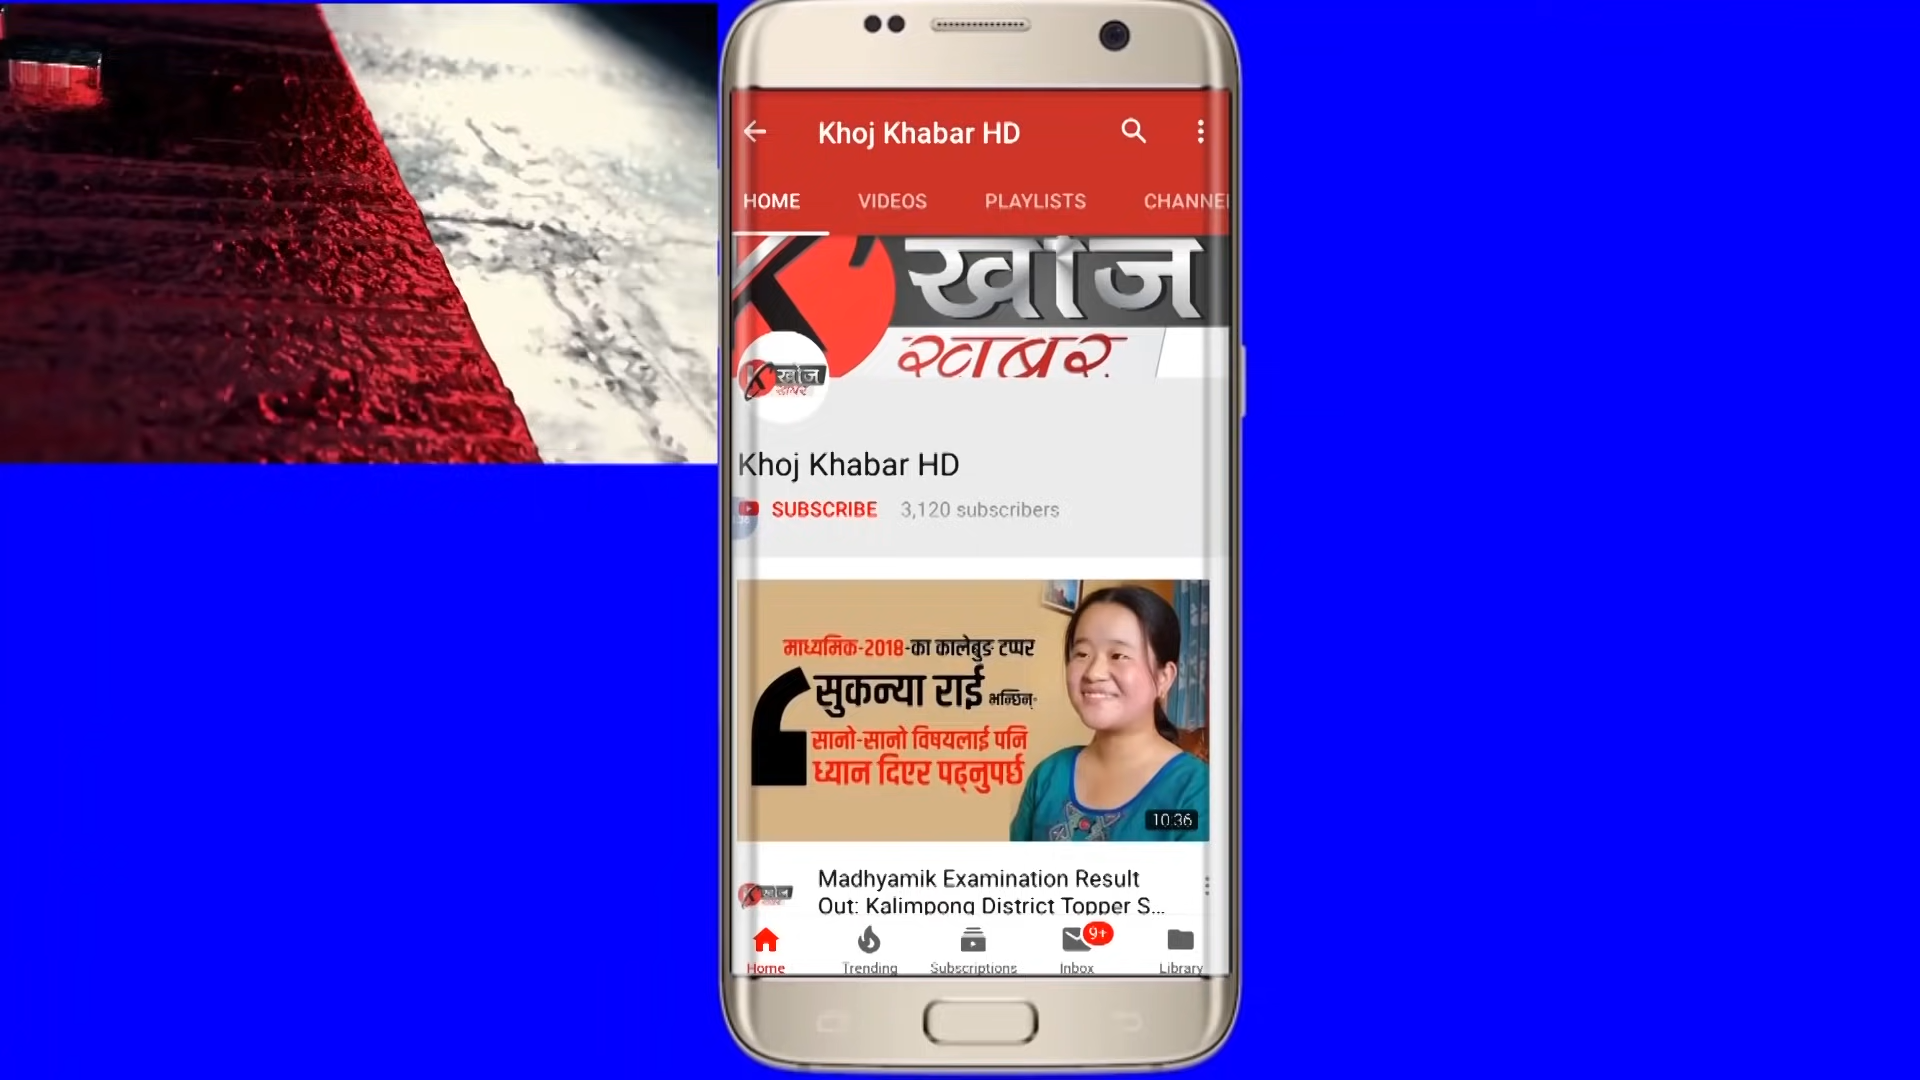 Khoj Khabar HD
HOME VIDEOS PLAYLISTS CHANNE
K' खोज
खबर
K' खोज
खबर
Khoj Khabar HD
SUBSCRIBE 3,120 subscribers
माध्यमिक-2018-का कालेबुङ टप्पर
सुकन्या राई भन्छिन्-
सानो-सानो विषयलाई पनि
ध्यान दिएर पढ्नुपर्छ
10:36
K' खोज
Madhyamik Examination Result
Out: Kalimpong District Topper S...
9+
Home Trending Subscriptions Inbox Library